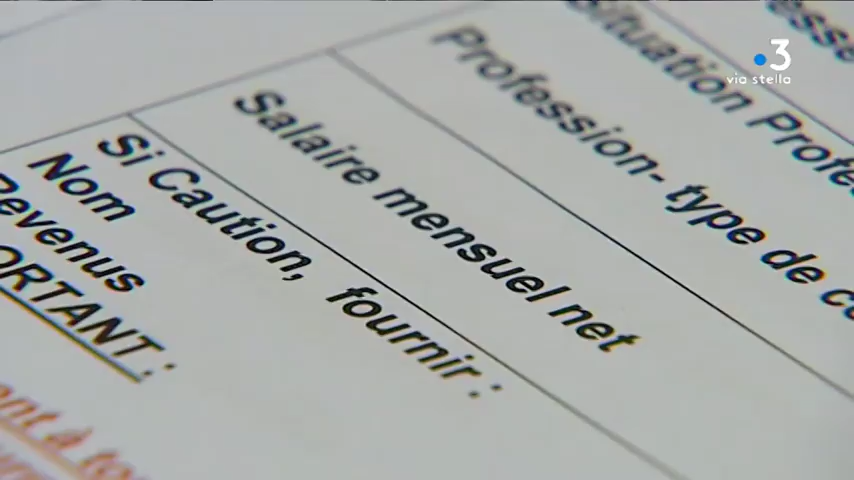 3
via stella
Situation Profe
Profession- type de c
Salaire mensuel net
Si Caution, fournir :
Nom
Revenus
ORTANT :